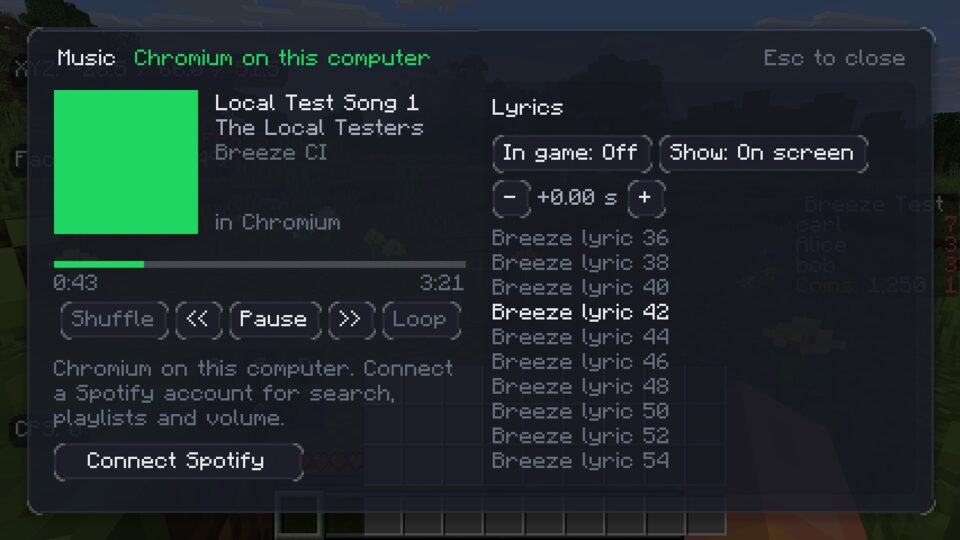 Music Chromium on this computer
Esc to close
Local Test Song 1
The Local Testers
Breeze CI
in Chromium
0:43
3:21
Shuffle << Pause >> Loop
Chromium on this computer. Connect
a Spotify account for search,
playlists and volume.
Connect Spotify
Lyrics
In game: Off Show: On screen
- +0.00 s +
Breeze lyric 36
Breeze lyric 38
Breeze lyric 40
Breeze lyric 42
Breeze lyric 44
Breeze lyric 46
Breeze lyric 48
Breeze lyric 50
Breeze lyric 52
Breeze lyric 54
Breeze Test
carl
Alice
bob
Coins: 1,250